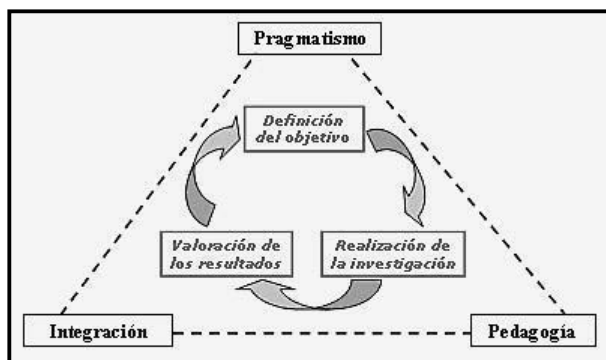 Pragmatismo
Definición
del objetivo
Valoración de
los resultados
Realización de
la investigación
Integración
Pedagogía